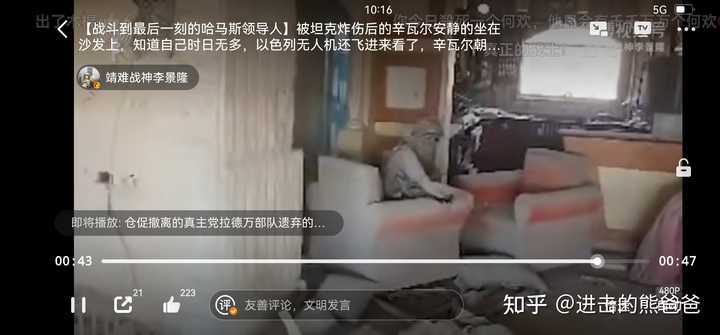 10:16
5G
【战斗到最后一刻的哈马斯领导人】被坦克炸伤后的辛瓦尔安静的坐在
沙发上，知道自己时日无多，以色列无人机还飞进来看了，辛瓦尔朝...
TV
靖难战神李景隆
即将播放: 仓促撤离的真主党拉德万部队遗弃的...
00:43
00:47
21
223
评
友善评论，文明发言
480P
知乎 @进击的熊爸爸